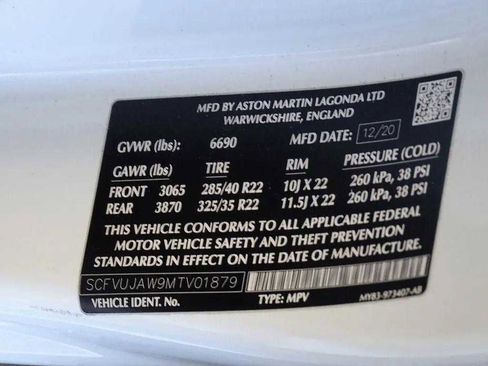 MFD BY ASTON MARTIN LAGONDA LTD
WARWICKSHIRE, ENGLAND
GVWR (lbs): 6690 MFD DATE: 12/20
GAWR (lbs) TIRE RIM PRESSURE (COLD)
FRONT 3065 285/40 R22 10J X 22 260 kPa, 38 PSI
REAR 3870 325/35 R22 11.5J X 22 260 kPa, 38 PSI
THIS VEHICLE CONFORMS TO ALL APPLICABLE FEDERAL
MOTOR VEHICLE SAFETY AND THEFT PREVENTION
STANDARDS IN EFFECT ON THE DATE OF MANUFACTURE.
SCFVUJAW9MTV01879
VEHICLE IDENT. No. TYPE: MPV MY83-973407-AB